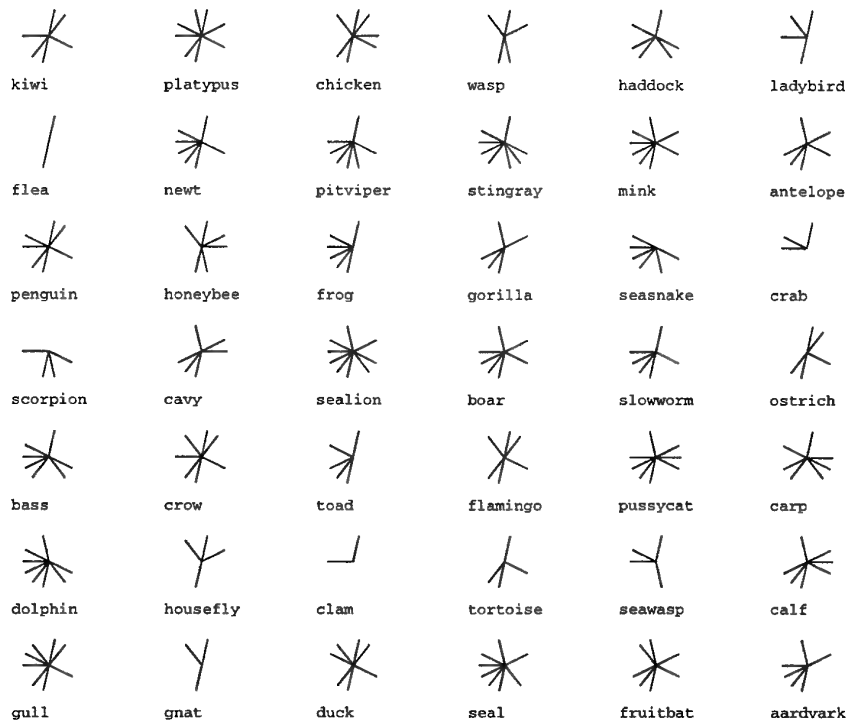 kiwi platypus chicken wasp haddock ladybird
flea newt pitviper stingray mink antelope
penguin honeybee frog gorilla seasnake crab
scorpion cavy sealion boar slowworm ostrich
bass crow toad flamingo pussycat carp
dolphin housefly clam tortoise seawasp calf
gull gnat duck seal fruitbat aardvark